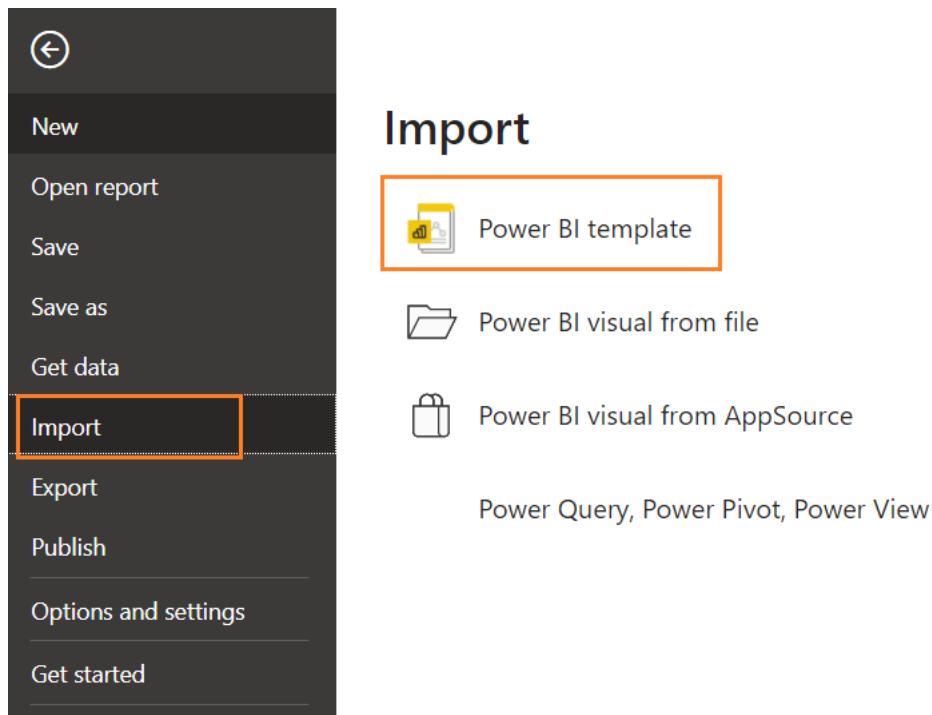 New
Open report
Save
Save as
Get data
Import
Export
Publish
Options and settings
Get started
Import
Power BI template
Power BI visual from file
Power BI visual from AppSource
Power Query, Power Pivot, Power View